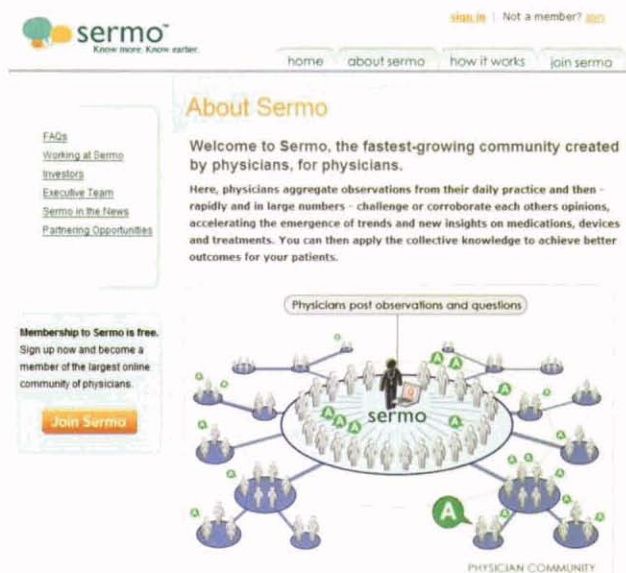 sermo™
Know more. Know earlier.
sign in | Not a member? join
home
about sermo
how it works
join sermo
FAQs
Working at Sermo
Investors
Executive Team
Sermo in the News
Partnering Opportunities
Membership to Sermo is free.
Sign up now and become a
member of the largest online
community of physicians.
Join Sermo
About Sermo
Welcome to Sermo, the fastest-growing community created
by physicians, for physicians.
Here, physicians aggregate observations from their daily practice and then -
rapidly and in large numbers - challenge or corroborate each others opinions,
accelerating the emergence of trends and new insights on medications, devices
and treatments. You can then apply the collective knowledge to achieve better
outcomes for your patients.
Physicians post observations and questions
A A
Q
sermo
A A A
A
A
PHYSICIAN COMMUNITY